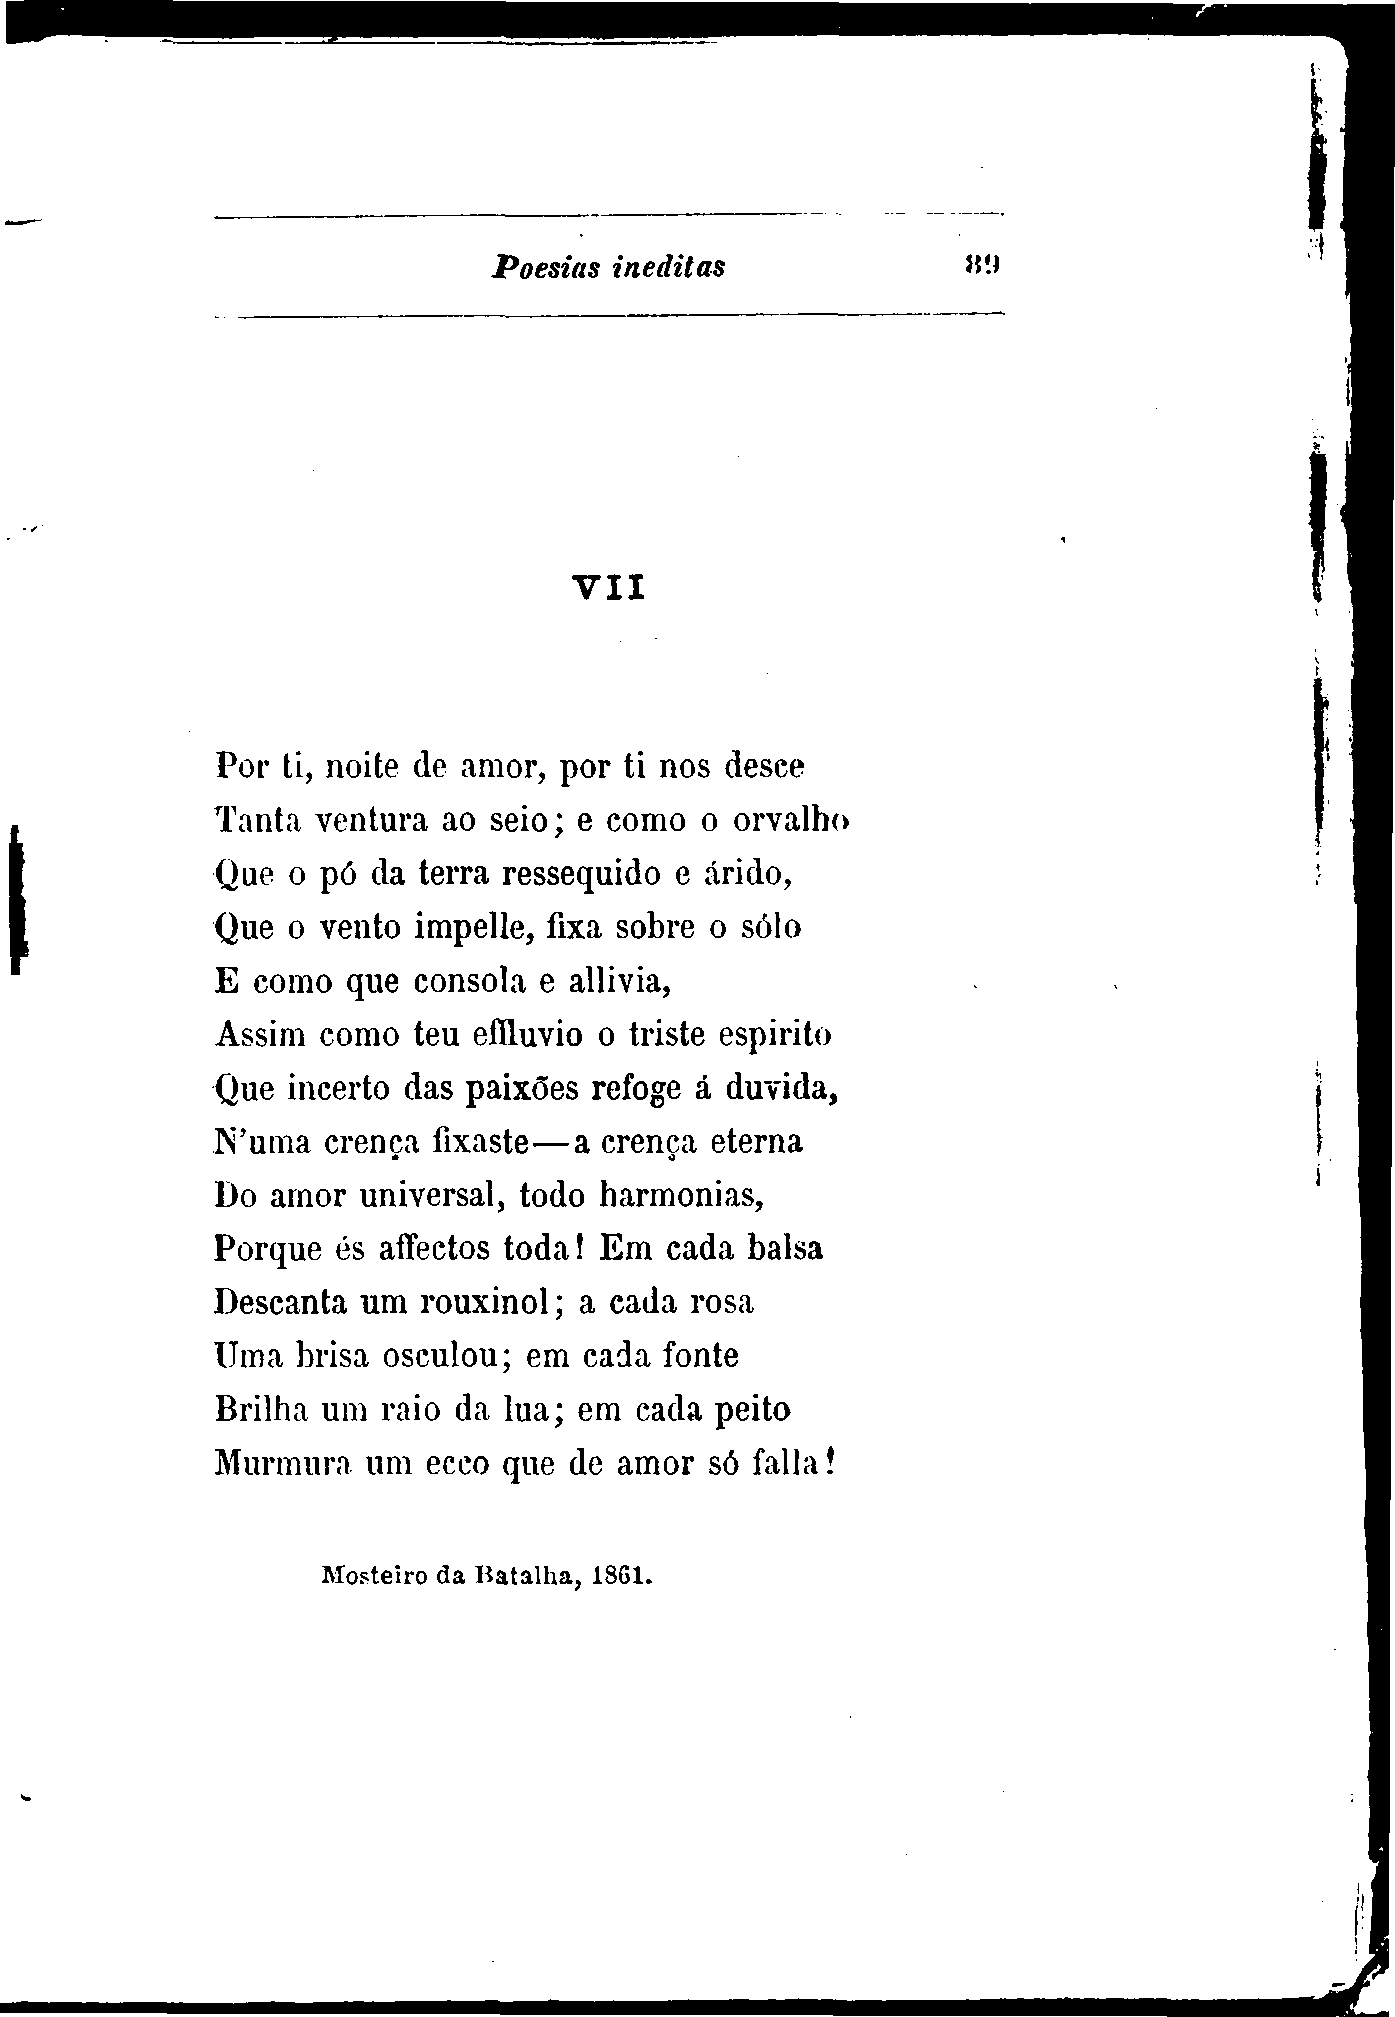 Poesias ineditas 89
VII
Por ti, noite de amor, por ti nos desce
Tanta ventura ao seio; e como o orvalho
Que o pó da terra ressequido e árido,
Que o vento impelle, fixa sobre o sólo
E como que consola e allivia,
Assim como teu effluvio o triste espirito
Que incerto das paixões refoge á duvida,
N'uma crença fixaste—a crença eterna
Do amor universal, todo harmonias,
Porque és affectos toda! Em cada balsa
Descanta um rouxinol; a cada rosa
Uma brisa osculou; em cada fonte
Brilha um raio da lua; em cada peito
Murmura um ecco que de amor só falla!
Mosteiro da Batalha, 1861.